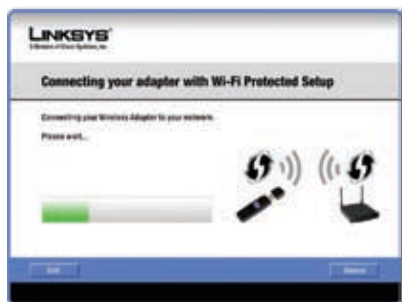 LINKSYS
A Division of Cisco Systems, Inc.
Connecting your adapter with Wi-Fi Protected Setup
Connecting your Wireless Adapter to your network.
Please wait...
Exit